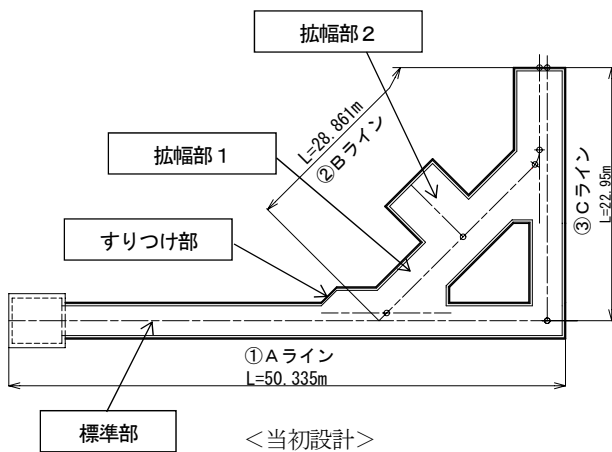 拡幅部２
L=28.861m
②Ｂライン
拡幅部１
③Ｃライン
L=22.95m
すりつけ部
①Ａライン
L=50.335m
標準部
＜当初設計＞